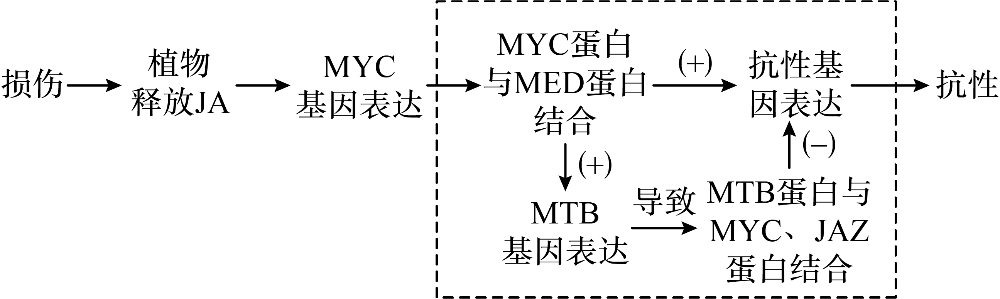 损伤
植物
释放JA
MYC
基因表达
MYC蛋白
与MED蛋白
结合
(+)
抗性基
因表达
抗性
(+)
(−)
MTB
基因表达
导致
MTB蛋白与
MYC、JAZ
蛋白结合